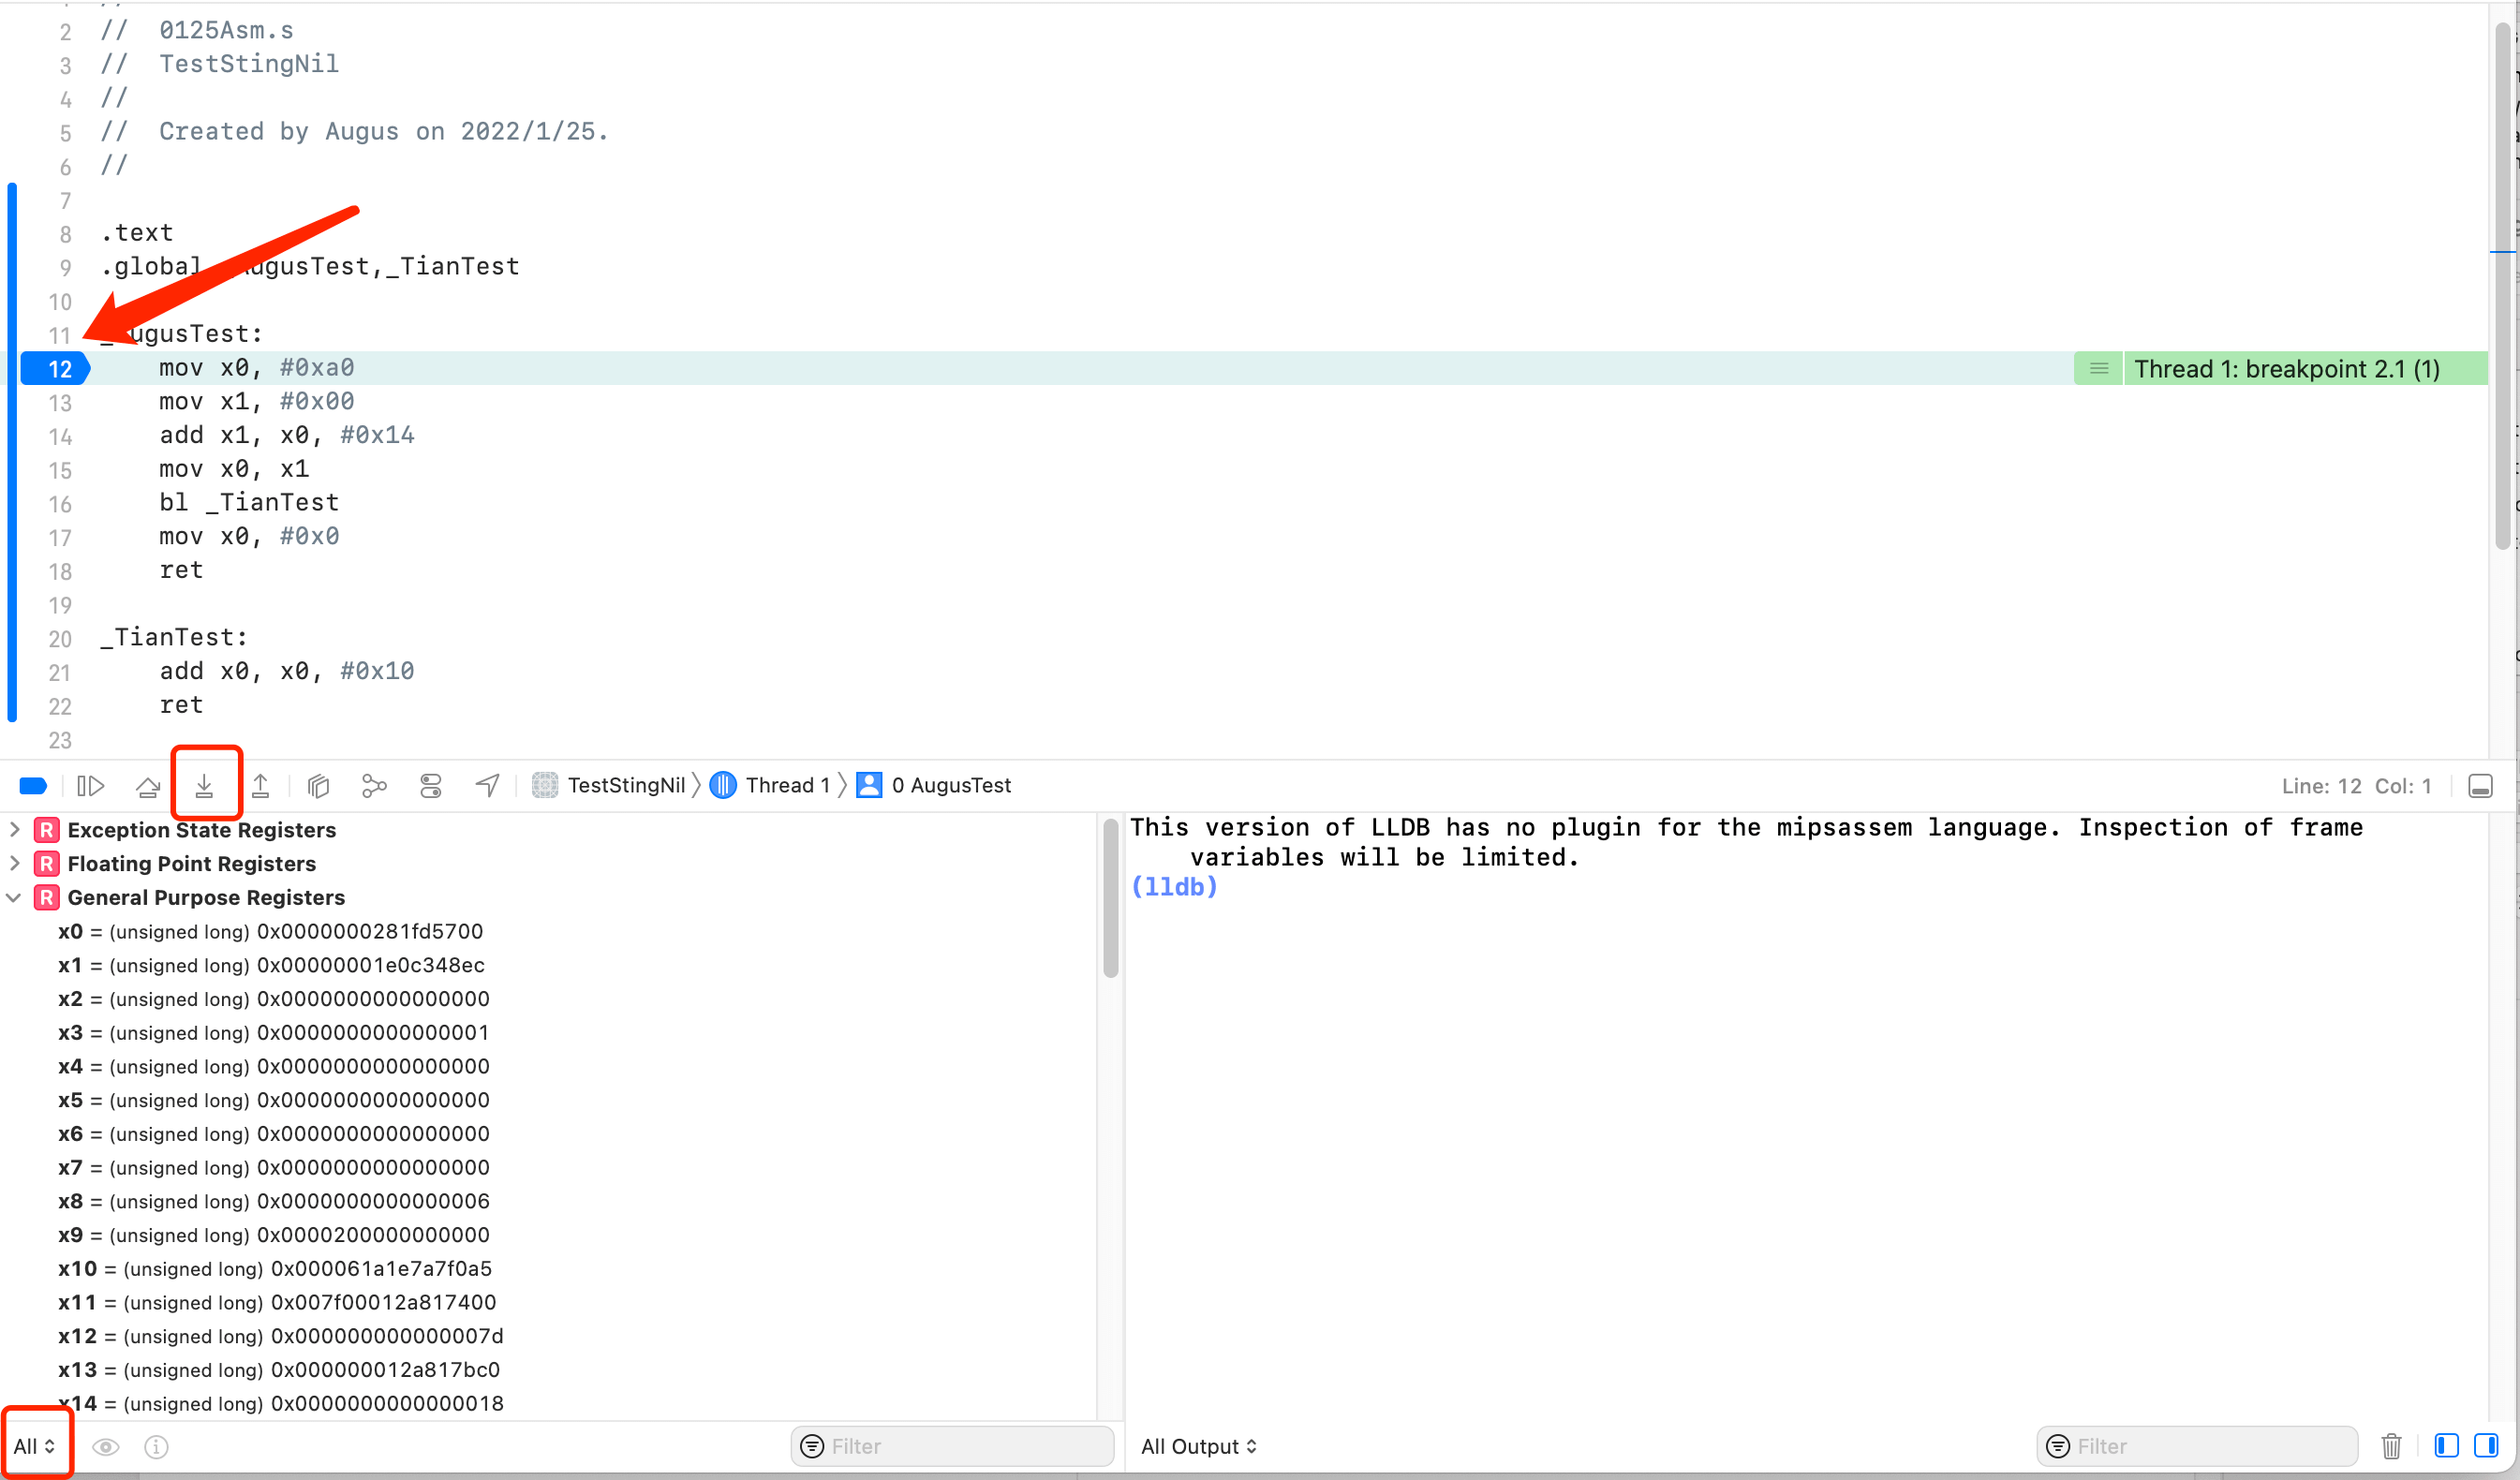 2 //  0125Asm.s
3 //  TestStingNil
4 //
5 //  Created by Augus on 2022/1/25.
6 //
7
8 .text
9 .global AugusTest,_TianTest
10
11 _ugusTest:
12     mov x0, #0xa0
Thread 1: breakpoint 2.1 (1)
13     mov x1, #0x00
14     add x1, x0, #0x14
15     mov x0, x1
16     bl _TianTest
17     mov x0, #0x0
18     ret
19
20 _TianTest:
21     add x0, x0, #0x10
22     ret
23
TestStingNil 〉 Thread 1 〉 0 AugusTest
Line: 12 Col: 1
R Exception State Registers
R Floating Point Registers
R General Purpose Registers
x0 = (unsigned long) 0x0000000281fd5700
x1 = (unsigned long) 0x00000001e0c348ec
x2 = (unsigned long) 0x0000000000000000
x3 = (unsigned long) 0x0000000000000001
x4 = (unsigned long) 0x0000000000000000
x5 = (unsigned long) 0x0000000000000000
x6 = (unsigned long) 0x0000000000000000
x7 = (unsigned long) 0x0000000000000000
x8 = (unsigned long) 0x0000000000000006
x9 = (unsigned long) 0x0000200000000000
x10 = (unsigned long) 0x000061a1e7a7f0a5
x11 = (unsigned long) 0x007f00012a817400
x12 = (unsigned long) 0x000000000000007d
x13 = (unsigned long) 0x000000012a817bc0
x14 = (unsigned long) 0x0000000000000018
All
Filter
This version of LLDB has no plugin for the mipsassem language. Inspection of frame
variables will be limited.
(lldb)
All Output
Filter